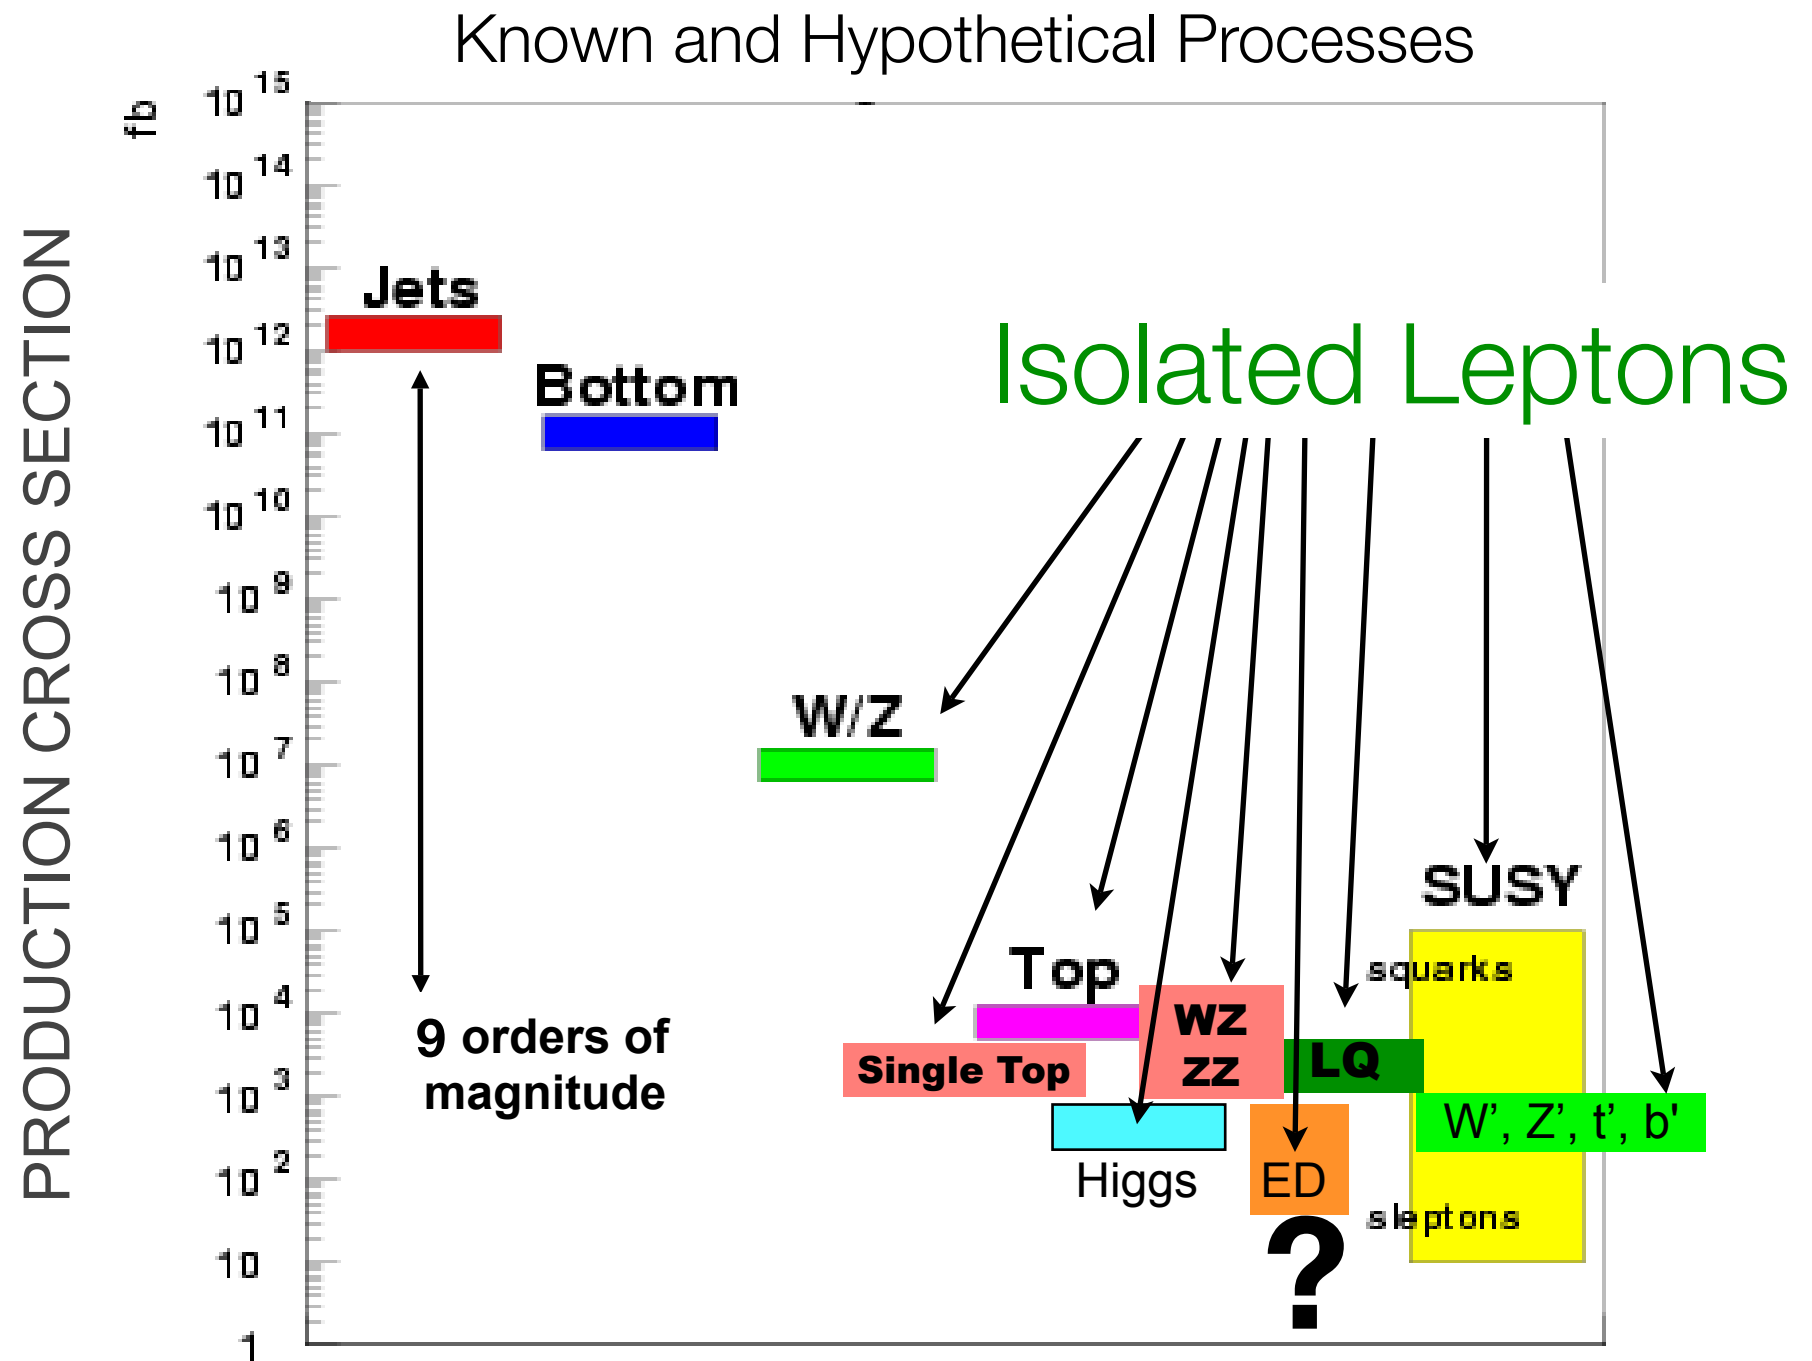 Known and Hypothetical Processes
fb
PRODUCTION CROSS SECTION
10 15
10 14
10 13
10 12
10 11
10 10
10 9
10 8
10 7
10 6
10 5
10 4
10 3
10 2
10
1
Jets
Bottom
Isolated Leptons
W/Z
SUSY
squarks
Top
WZ
ZZ
9 orders of
magnitude
Single Top
LQ
W’, Z’, t’, b'
Higgs
ED
sleptons
?